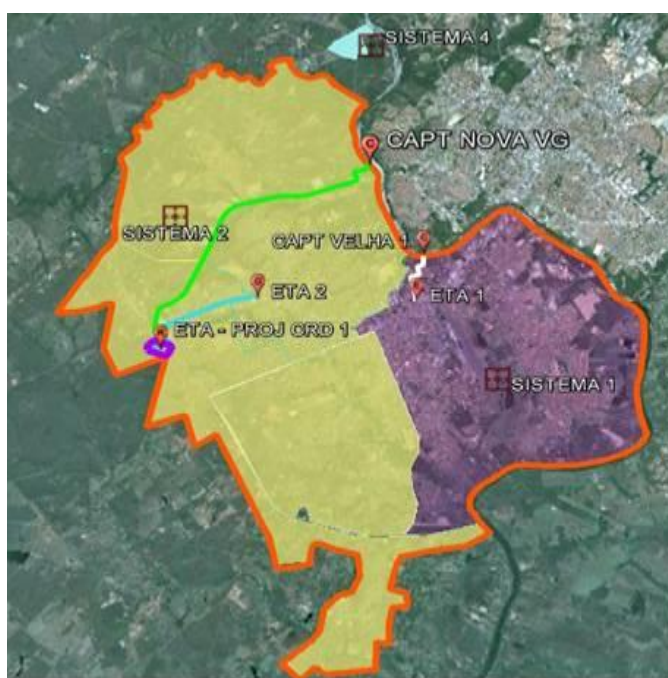 SISTEMA 4
CAPT NOVA VG
SISTEMA 2
CAPT VELHA 1
ETA 2
ETA 1
ETA - PROJ CRD 1
SISTEMA 1